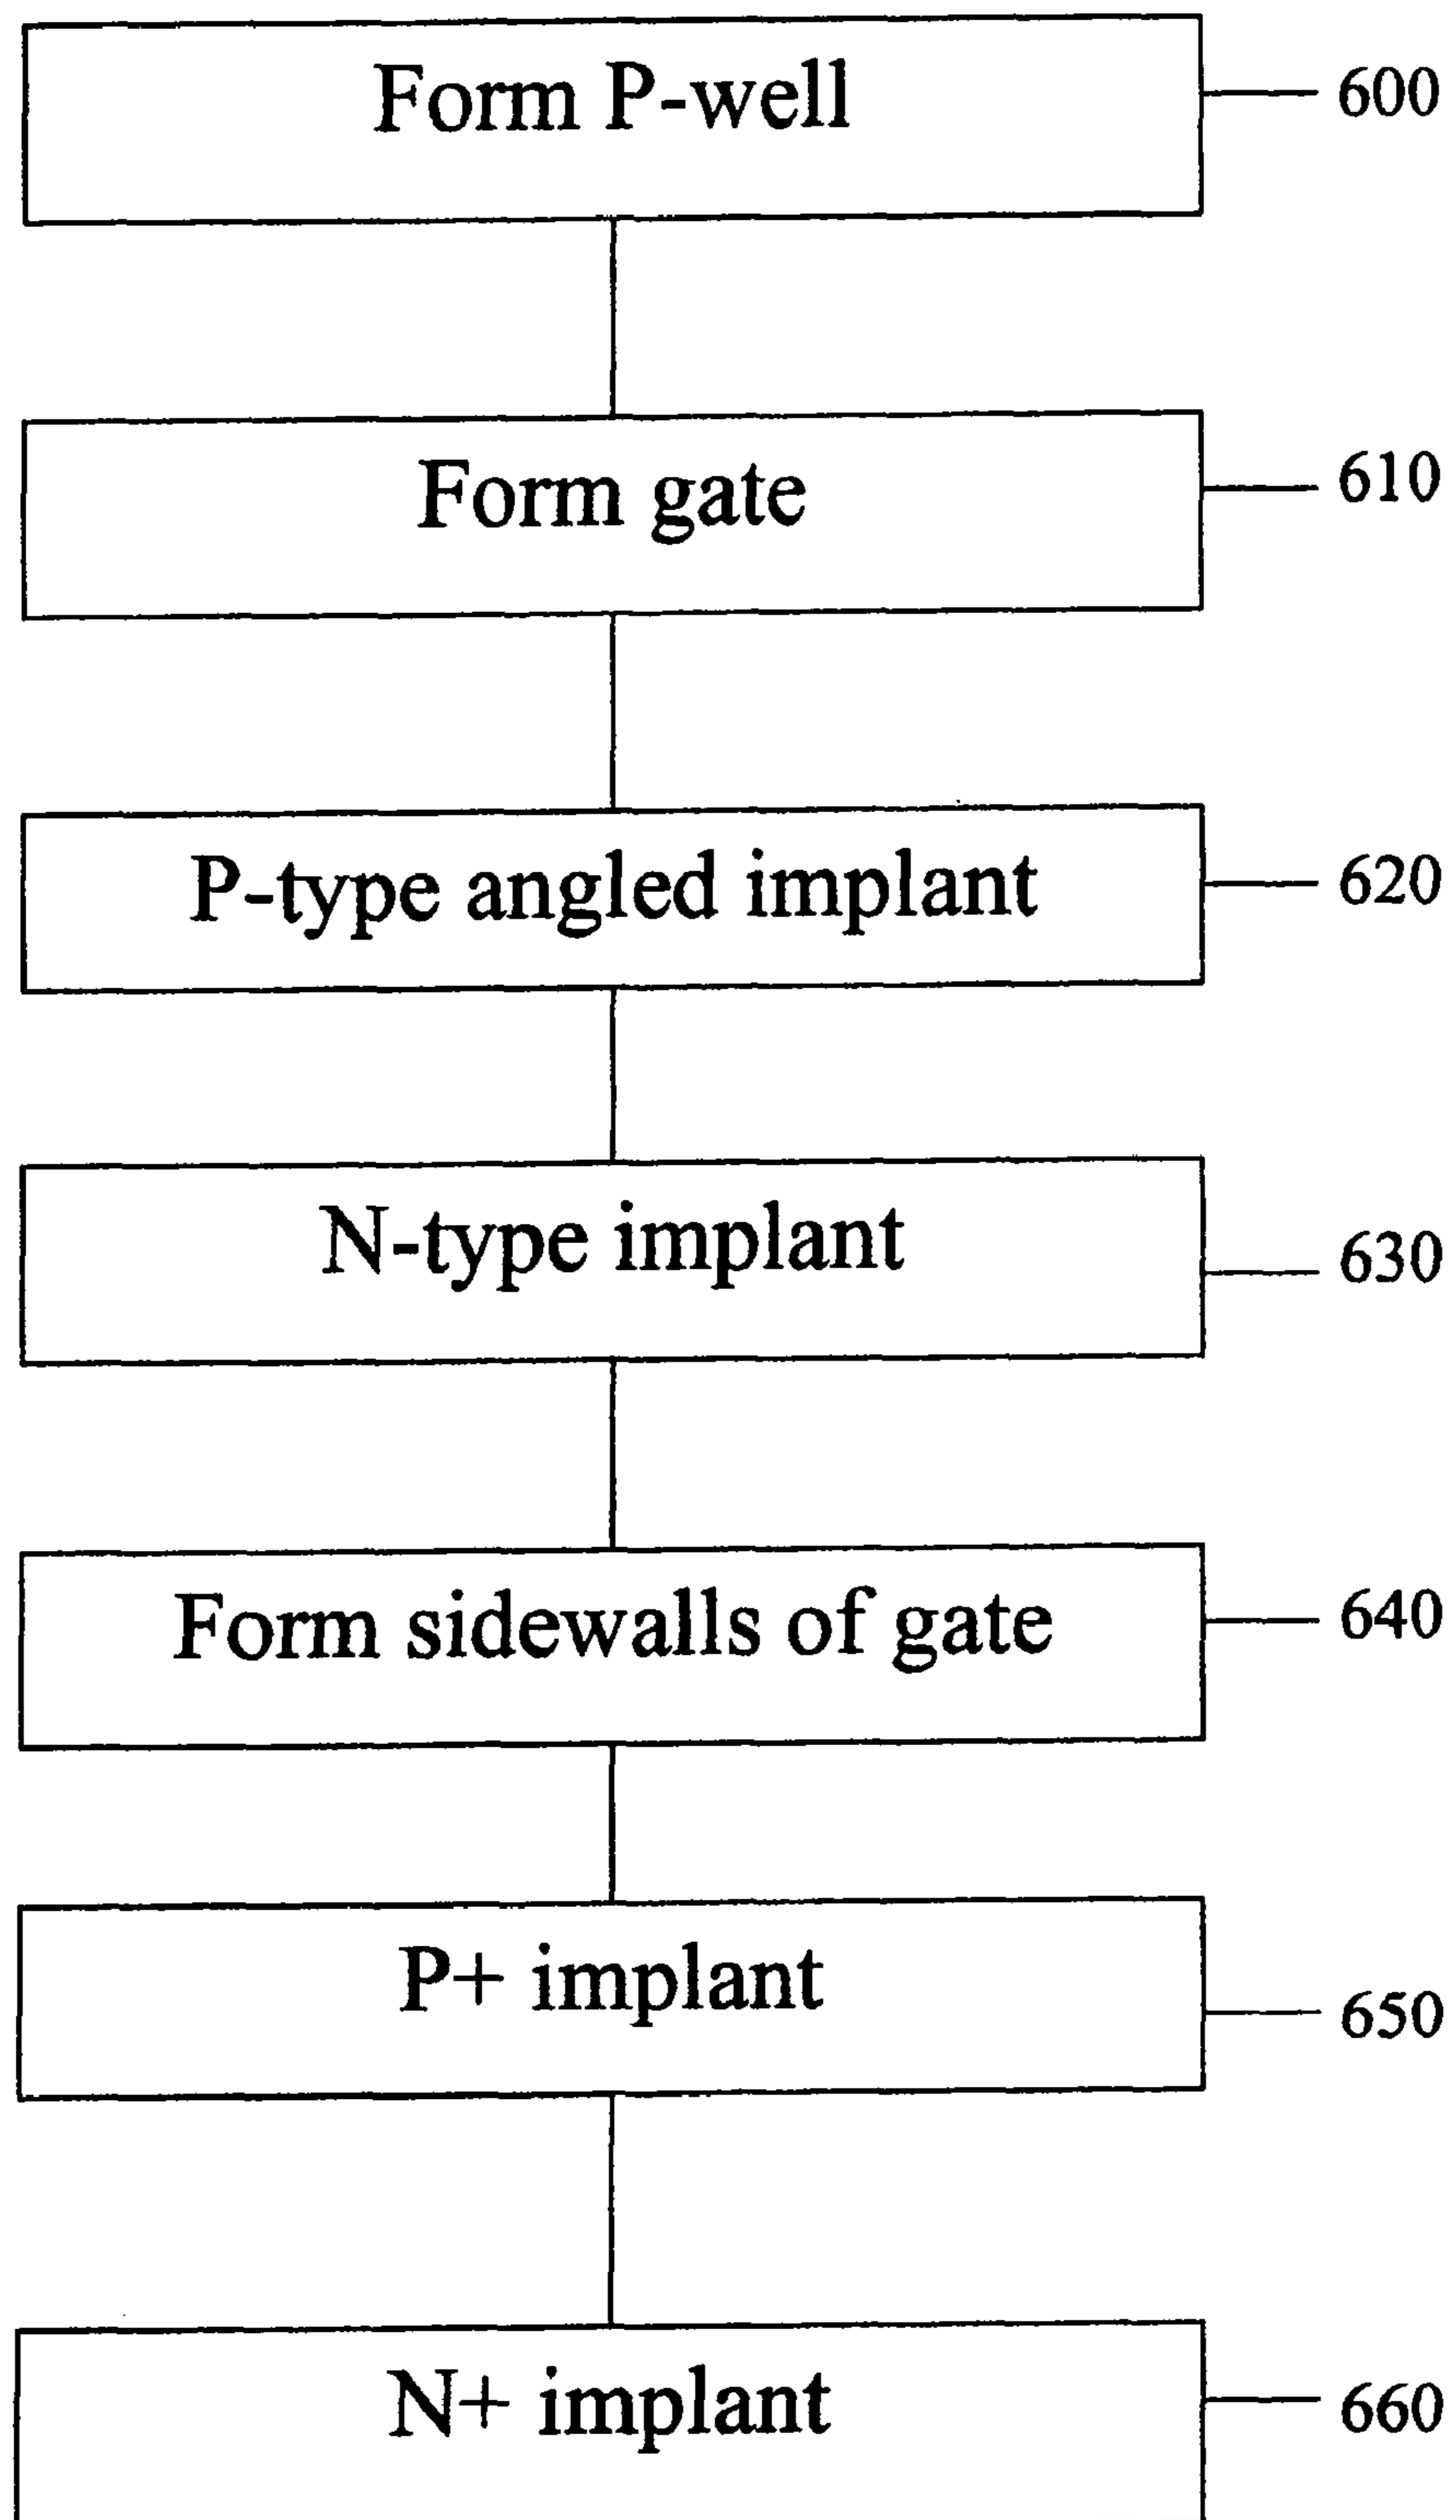 Form P-well
600
Form gate
610
P-type angled implant
620
N-type implant
630
Form sidewalls of gate
640
P+ implant
650
N+ implant
660